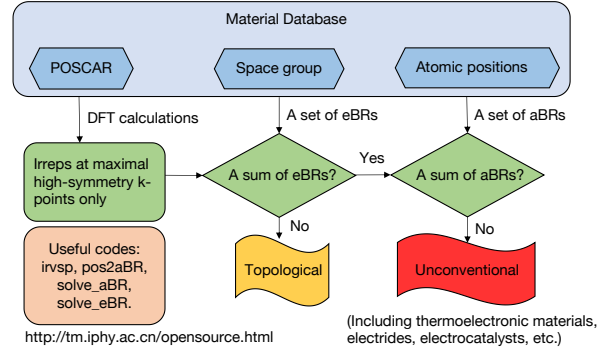 Material Database
POSCAR
Space group
Atomic positions
DFT calculations
A set of eBRs
A set of aBRs
Irreps at maximal
high-symmetry k-
points only
A sum of eBRs?
Yes
A sum of aBRs?
No
No
Useful codes:
irvsp, pos2aBR,
solve_aBR,
solve_eBR.
Topological
Unconventional
http://tm.iphy.ac.cn/opensource.html
(Including thermoelectronic materials,
electrides, electrocatalysts, etc.)